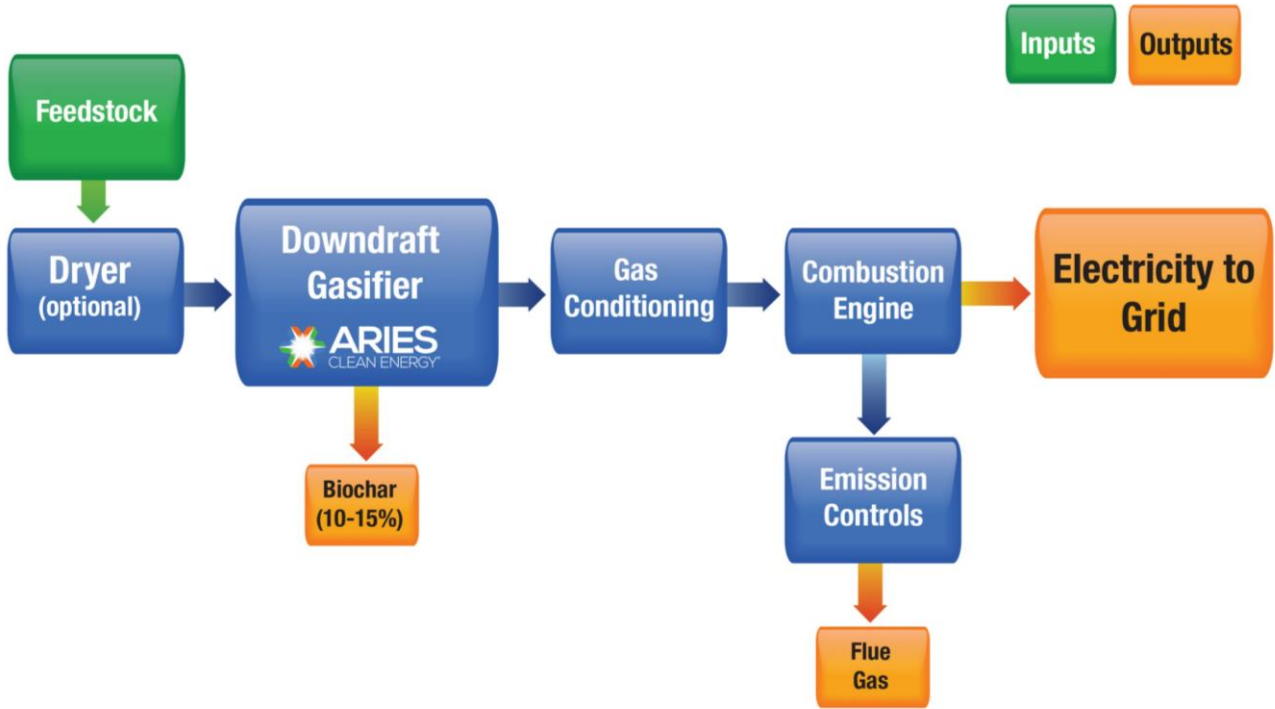 Inputs
Outputs
Feedstock
Dryer
(optional)
Downdraft
Gasifier
ARIES
CLEAN ENERGY
Gas
Conditioning
Combustion
Engine
Electricity to
Grid
Biochar
(10-15%)
Emission
Controls
Flue
Gas